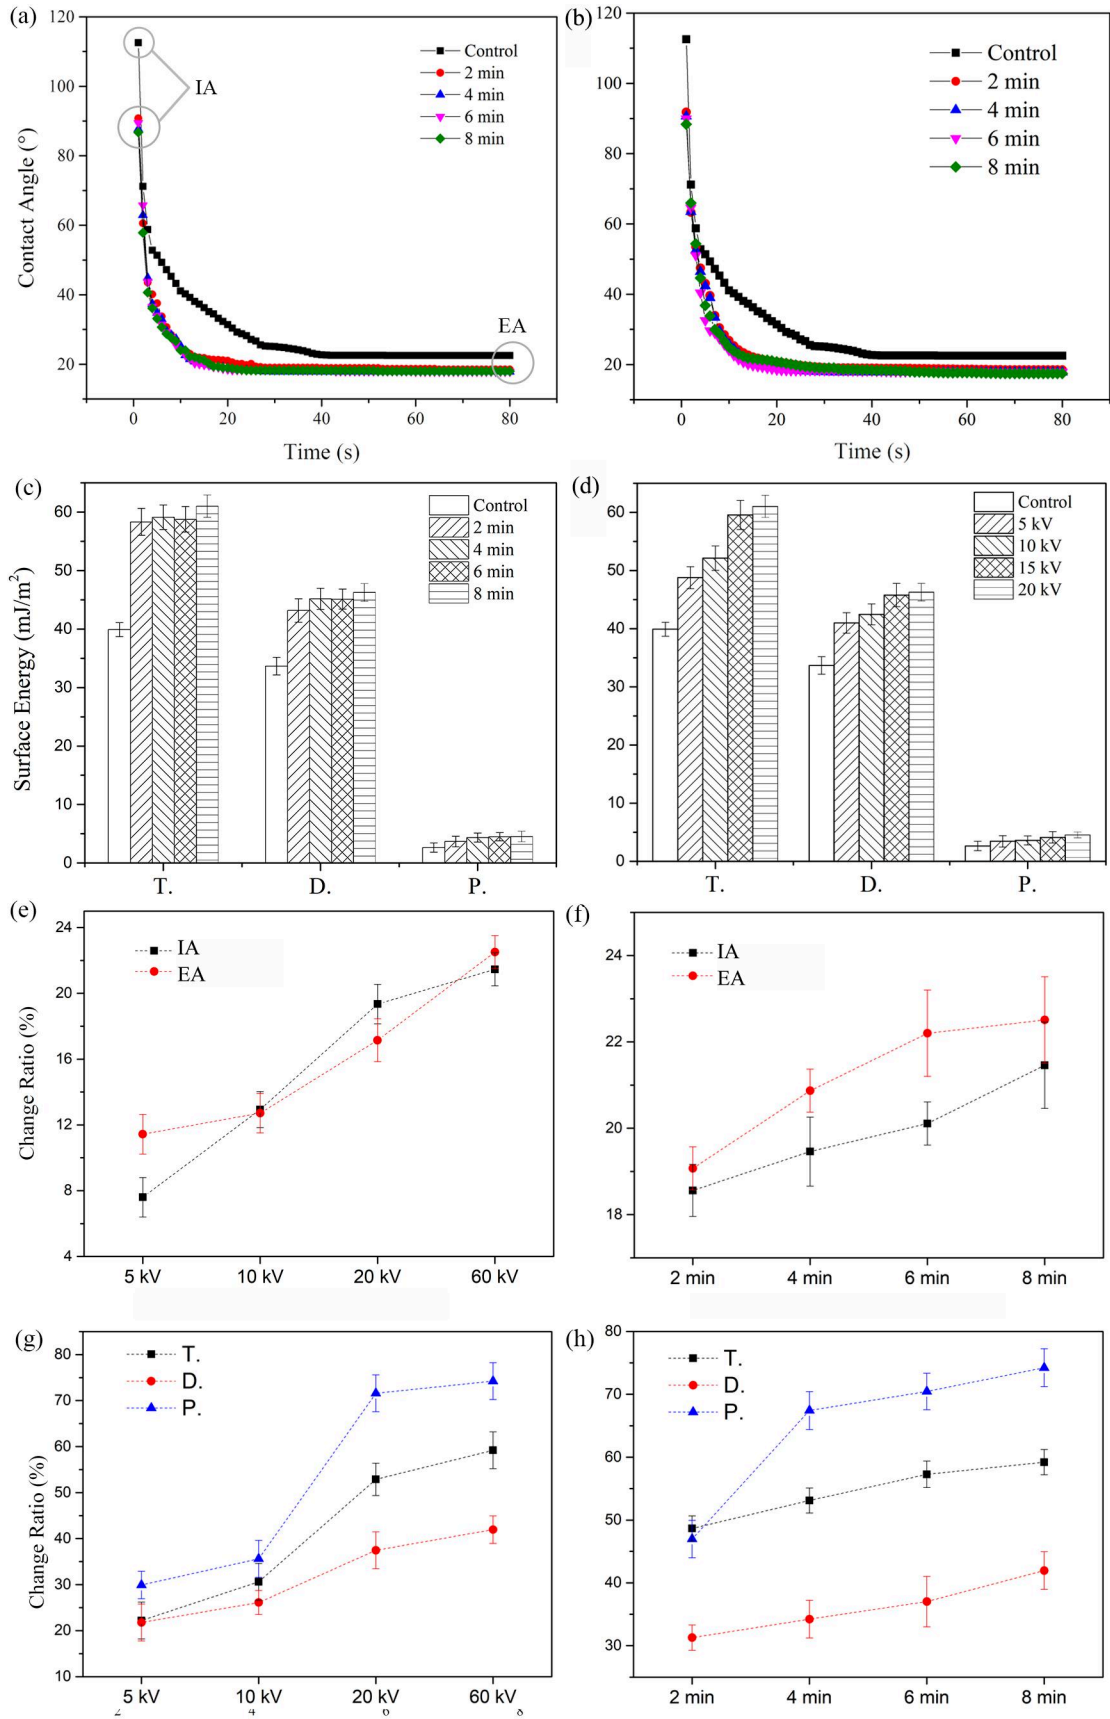 (a)
120
100
80
60
40
20
Contact Angle (°)
IA
EA
Control
2 min
4 min
6 min
8 min
0
20
40
60
80
Time (s)
(b)
120
100
80
60
40
20
Control
2 min
4 min
6 min
8 min
0
20
40
60
80
Time (s)
(c)
60
50
40
30
20
10
0
Surface Energy (mJ/m²)
Control
2 min
4 min
6 min
8 min
T.
D.
P.
(d)
60
50
40
30
20
10
0
Control
5 kV
10 kV
15 kV
20 kV
T.
D.
P.
(e)
24
20
16
12
8
4
Change Ratio (%)
IA
EA
5 kV
10 kV
20 kV
60 kV
(f)
24
22
20
18
IA
EA
2 min
4 min
6 min
8 min
(g)
80
70
60
50
40
30
20
10
Change Ratio (%)
T.
D.
P.
5 kV
10 kV
20 kV
60 kV
2
4
6
8
(h)
80
70
60
50
40
30
T.
D.
P.
2 min
4 min
6 min
8 min